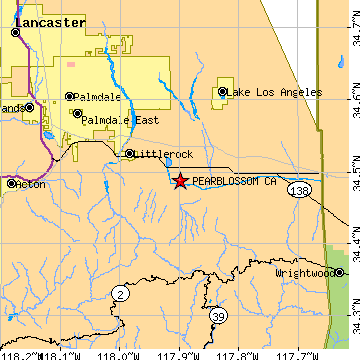 Lancaster
Lake Los Angeles
Palmdale
ands
Palmdale East
Littlerock
Acton
PEARBLOSSOM CA
138
Wrightwood
2
39
34.7°N
34.6°N
34.5°N
34.4°N
34.3°N
118.2°W
118.1°W
118.0°W
117.9°W
117.8°W
117.7°W